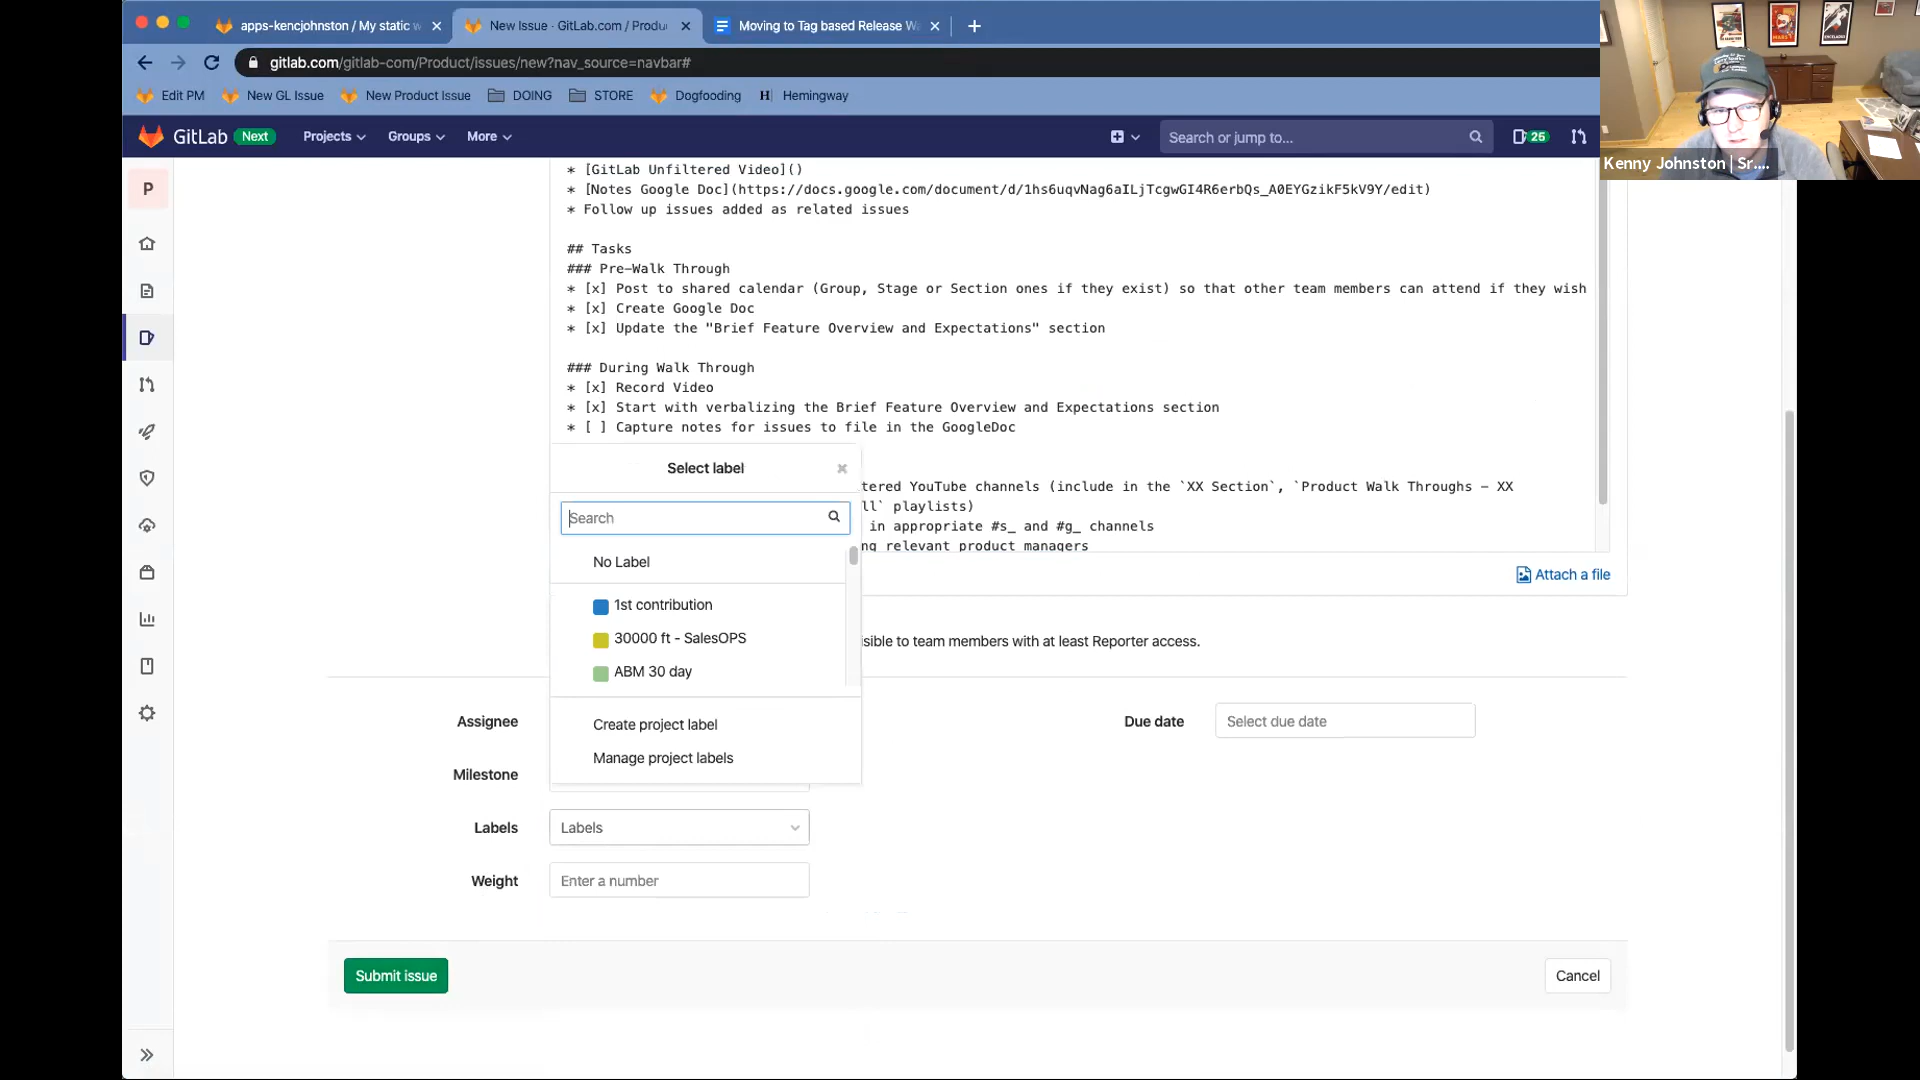 apps-kencjohnston / My static w
New Issue · GitLab.com / Produ
Moving to Tag based Release Wa
gitlab.com/gitlab-com/Product/issues/new?nav_source=navbar#
Edit PM
New GL Issue
New Product Issue
DOING
STORE
Dogfooding
H Hemingway
GitLab Next
Projects
Groups
More
Search or jump to...
25
Kenny Johnston | Sr....
P
* [GitLab Unfiltered Video]()
* [Notes Google Doc](https://docs.google.com/document/d/1hs6uqvNag6aILjTcgwGI4R6erbQs_A0EYGzikF5kV9Y/edit)
* Follow up issues added as related issues
## Tasks
### Pre-Walk Through
* [x] Post to shared calendar (Group, Stage or Section ones if they exist) so that other team members can attend if they wish
* [x] Create Google Doc
* [x] Update the "Brief Feature Overview and Expectations" section
### During Walk Through
* [x] Record Video
* [x] Start with verbalizing the Brief Feature Overview and Expectations section
* [ ] Capture notes for issues to file in the GoogleDoc
Select label
tered YouTube channels (include in the `XX Section`, `Product Walk Throughs - XX
ll` playlists)
Search
in appropriate #s_ and #g_ channels
ng relevant product managers
No Label
Attach a file
1st contribution
30000 ft - SalesOPS
sible to team members with at least Reporter access.
ABM 30 day
Assignee
Create project label
Due date
Select due date
Manage project labels
Milestone
Labels
Labels
Weight
Enter a number
Submit issue
Cancel